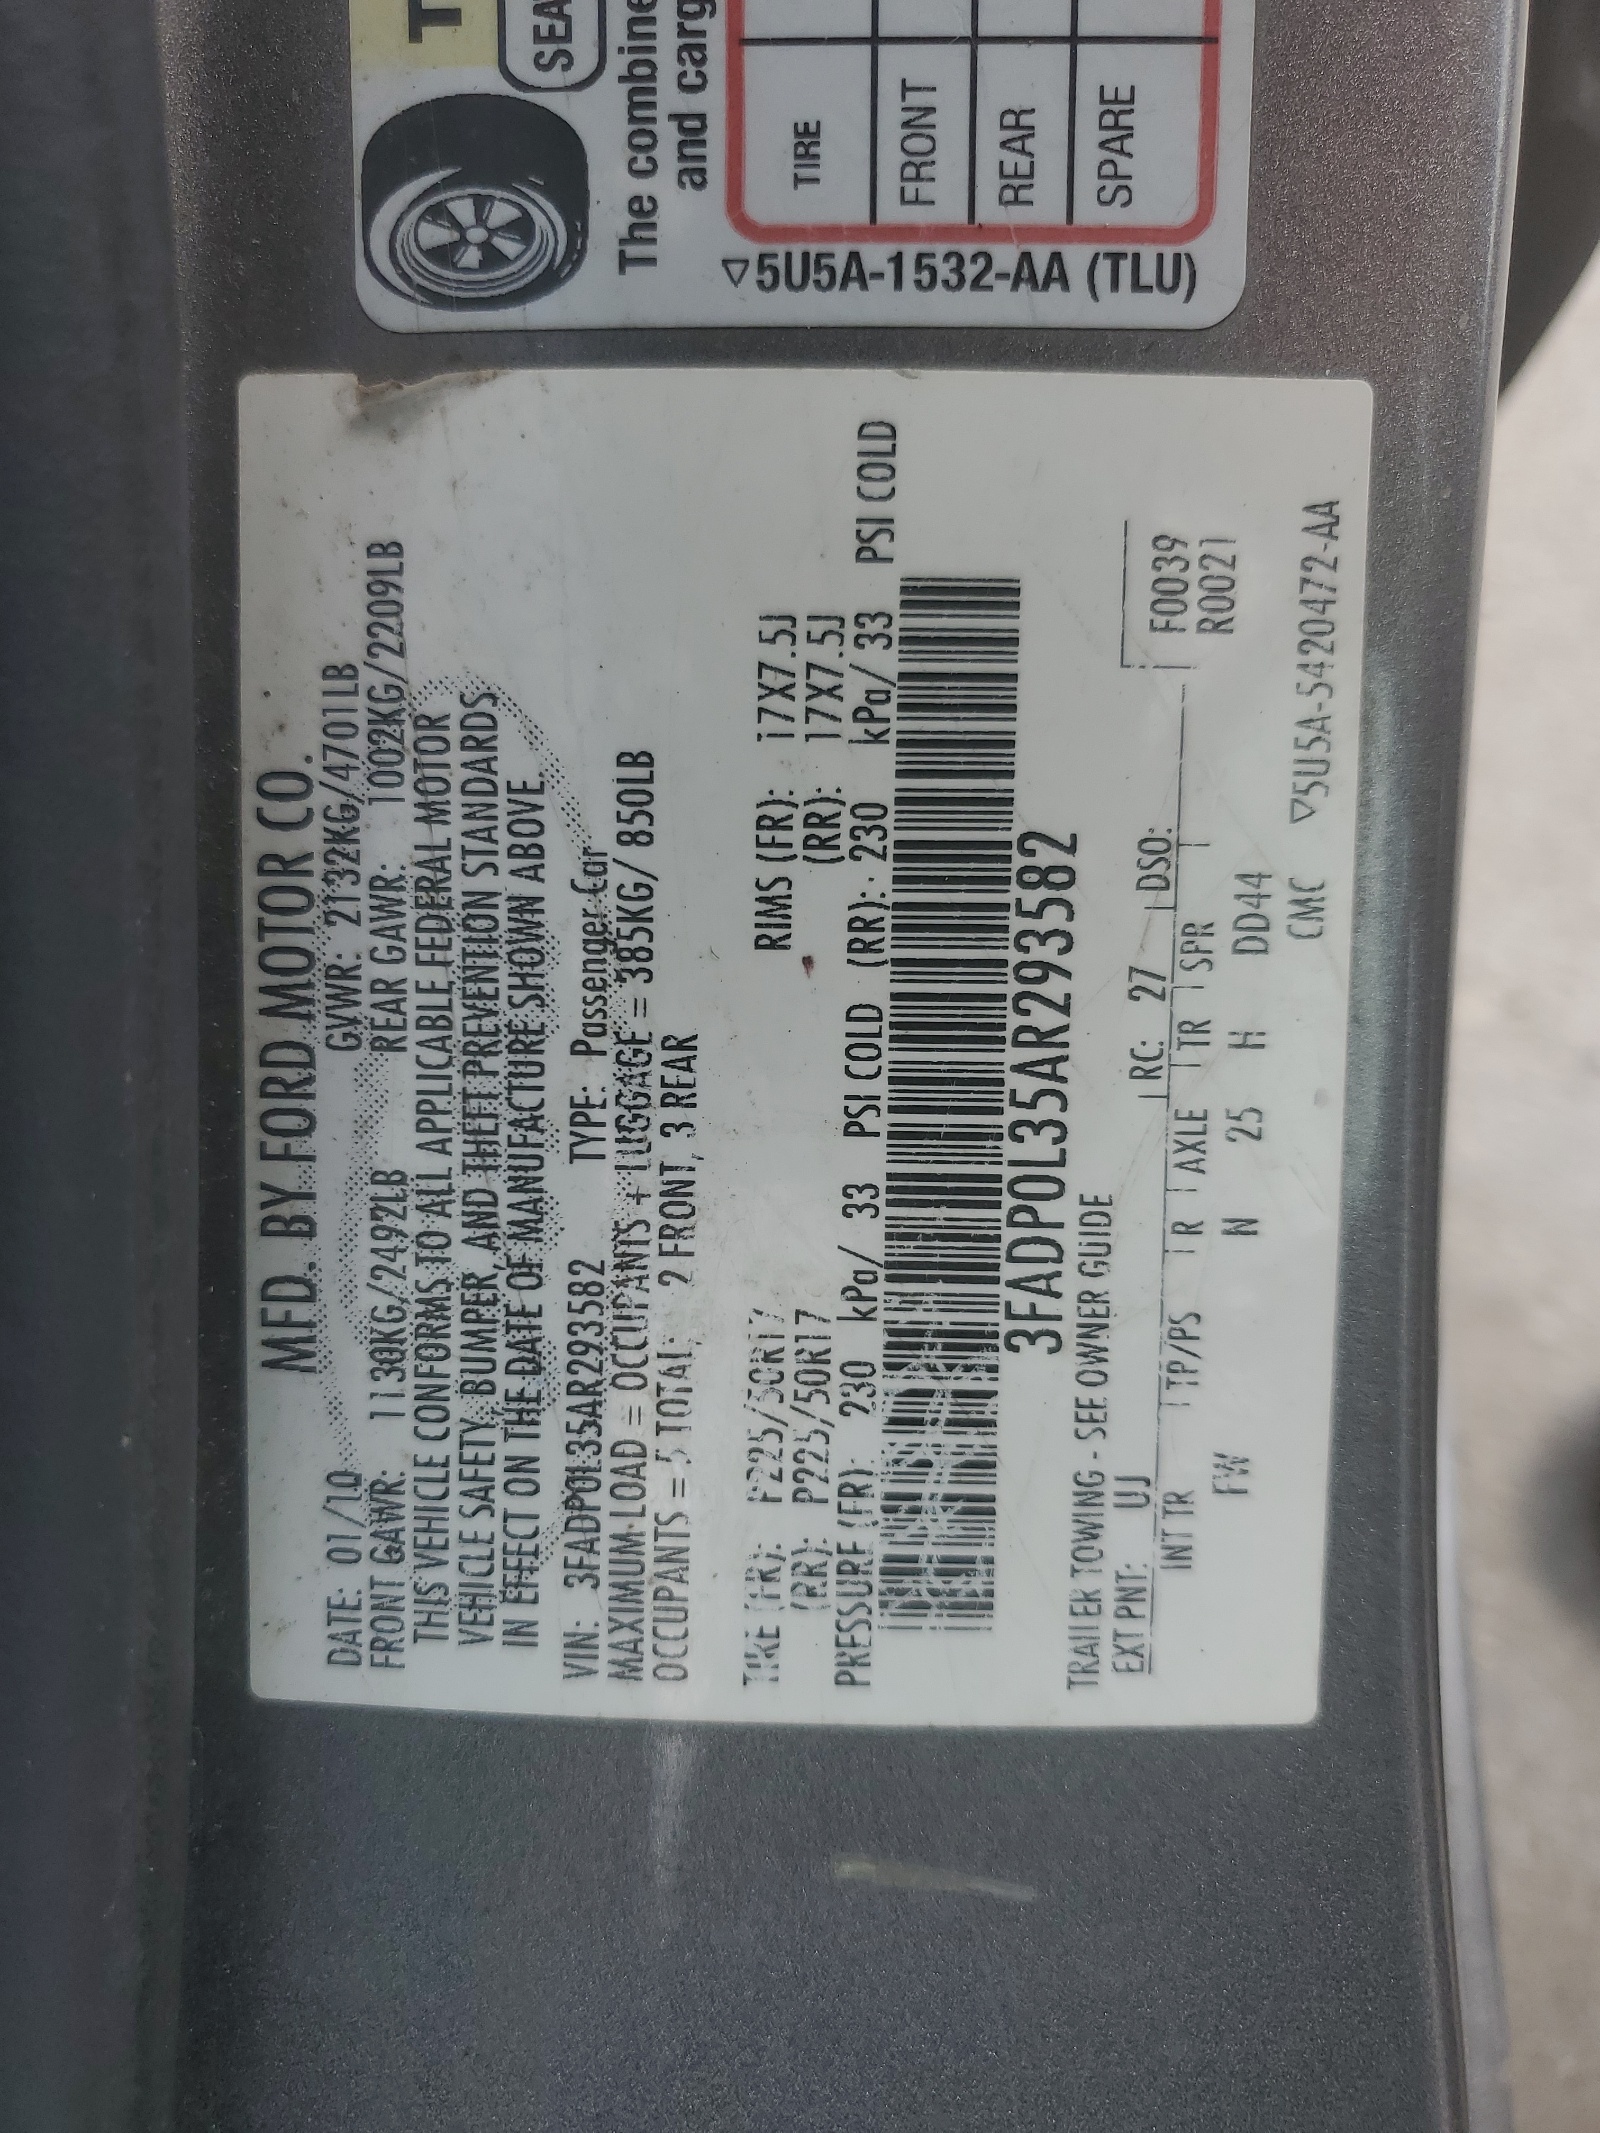 MFD. BY FORD MOTOR CO.
DATE: 01/10 GVWR: 2132KG/4701LB
FRONT GAWR: 1130KG/2492LB REAR GAWR: 1002KG/2209LB
THIS VEHICLE CONFORMS TO ALL APPLICABLE FEDERAL MOTOR
VEHICLE SAFETY, BUMPER, AND THEFT PREVENTION STANDARDS
IN EFFECT ON THE DATE OF MANUFACTURE SHOWN ABOVE.
VIN: 3FADP0L35AR293582 TYPE: Passenger Car
MAXIMUM LOAD = OCCUPANTS + LUGGAGE = 385KG/ 850LB
OCCUPANTS = 5 TOTAL, 2 FRONT, 3 REAR
TIRE (FR): P225/50R17 RIMS (FR): 17X7.5J
(RR): P225/50R17 (RR): 17X7.5J
PRESSURE (FR): 230 kPa/ 33 PSI COLD (RR): 230 kPa/ 33 PSI COLD
3FADP0L35AR293582
TRAILER TOWING - SEE OWNER GUIDE
EXT PNT: UJ RC: 27 DSO:
INT TR TP/PS R AXLE TR SPR
FW N 25 H DD44
F0039
R0021
CMC ▽5U5A-5420472-AA
T
SEA
The combine
and carg
TIRE
FRONT
REAR
SPARE
▽5U5A-1532-AA (TLU)